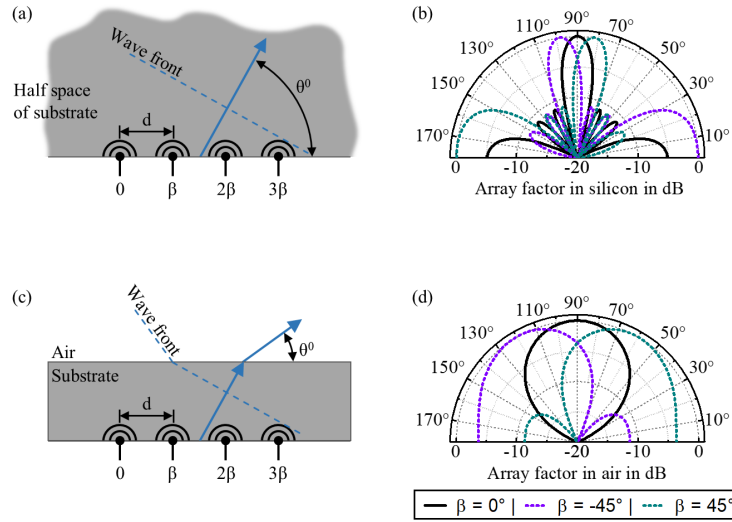 (a)
Wave front
θ⁰
Half space
of substrate
d
0 β 2β 3β
(b)
90°
110° 70°
130° 50°
150° 30°
170° 10°
0 -10 -20 -10 0
Array factor in silicon in dB
(c)
Wave front
θ⁰
Air
Substrate
d
0 β 2β 3β
(d)
90°
110° 70°
130° 50°
150° 30°
170° 10°
0 -10 -20 -10 0
Array factor in air in dB
β = 0° | β = -45° | β = 45°